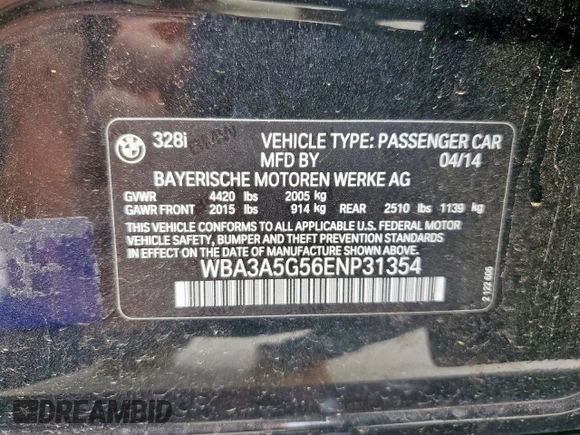 328i VEHICLE TYPE: PASSENGER CAR
MFD BY 04/14
BAYERISCHE MOTOREN WERKE AG
GVWR 4420 lbs 2005 kg
GAWR FRONT 2015 lbs 914 kg REAR 2510 lbs 1139 kg
THIS VEHICLE CONFORMS TO ALL APPLICABLE U.S. FEDERAL MOTOR
VEHICLE SAFETY, BUMPER AND THEFT PREVENTION STANDARDS IN
EFFECT ON THE DATE OF MANUFACTURE SHOWN ABOVE.
WBA3A5G56ENP31354
2 122 606
DREAMBID